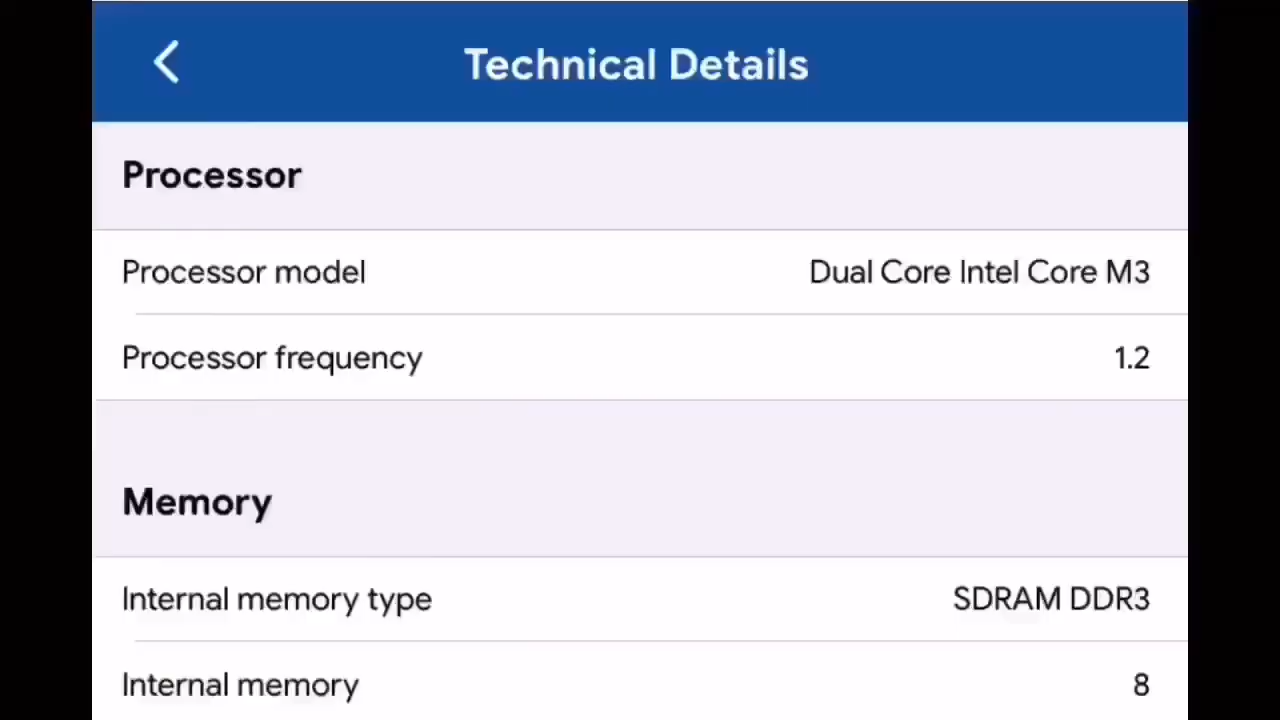 Technical Details
Processor
Processor model Dual Core Intel Core M3
Processor frequency 1.2
Memory
Internal memory type SDRAM DDR3
Internal memory 8